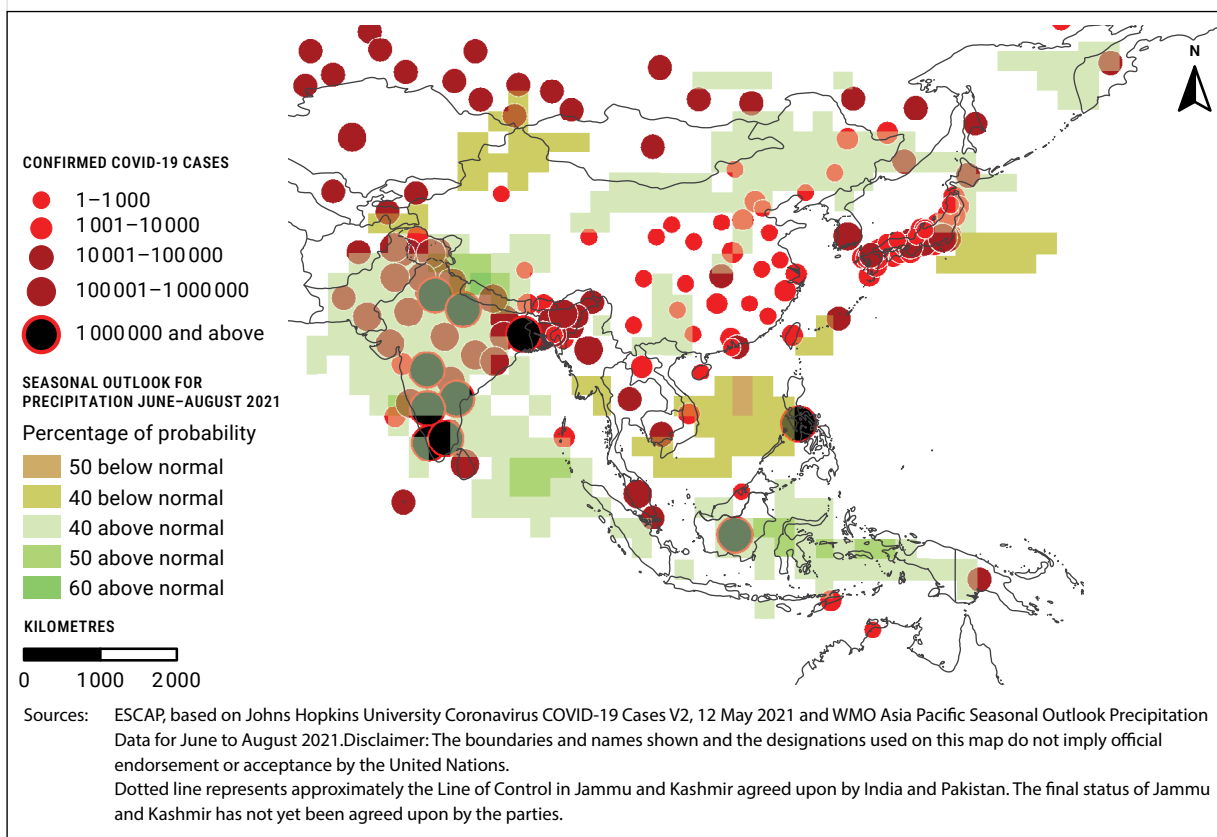 N
CONFIRMED COVID-19 CASES
1–1 000
1 001–10 000
10 001–100 000
100 001–1 000 000
1 000 000 and above
SEASONAL OUTLOOK FOR
PRECIPITATION JUNE–AUGUST 2021
Percentage of probability
50 below normal
40 below normal
40 above normal
50 above normal
60 above normal
KILOMETRES
0 1 000 2 000
Sources: ESCAP, based on Johns Hopkins University Coronavirus COVID-19 Cases V2, 12 May 2021 and WMO Asia Pacific Seasonal Outlook Precipitation
Data for June to August 2021.Disclaimer: The boundaries and names shown and the designations used on this map do not imply official
endorsement or acceptance by the United Nations.
Dotted line represents approximately the Line of Control in Jammu and Kashmir agreed upon by India and Pakistan. The final status of Jammu
and Kashmir has not yet been agreed upon by the parties.